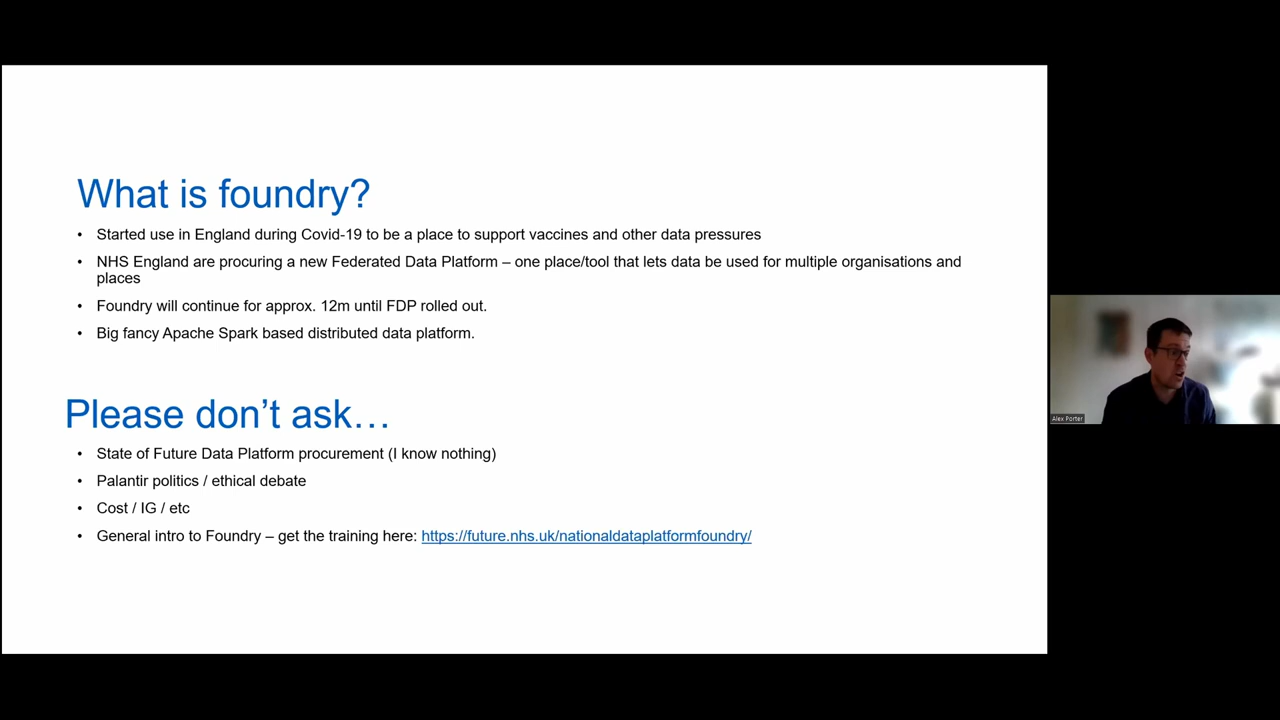 What is foundry?
• Started use in England during Covid-19 to be a place to support vaccines and other data pressures
• NHS England are procuring a new Federated Data Platform – one place/tool that lets data be used for multiple organisations and
places
• Foundry will continue for approx. 12m until FDP rolled out.
• Big fancy Apache Spark based distributed data platform.
Please don’t ask…
• State of Future Data Platform procurement (I know nothing)
• Palantir politics / ethical debate
• Cost / IG / etc
• General intro to Foundry – get the training here: https://future.nhs.uk/nationaldataplatformfoundry/
Alex Porter